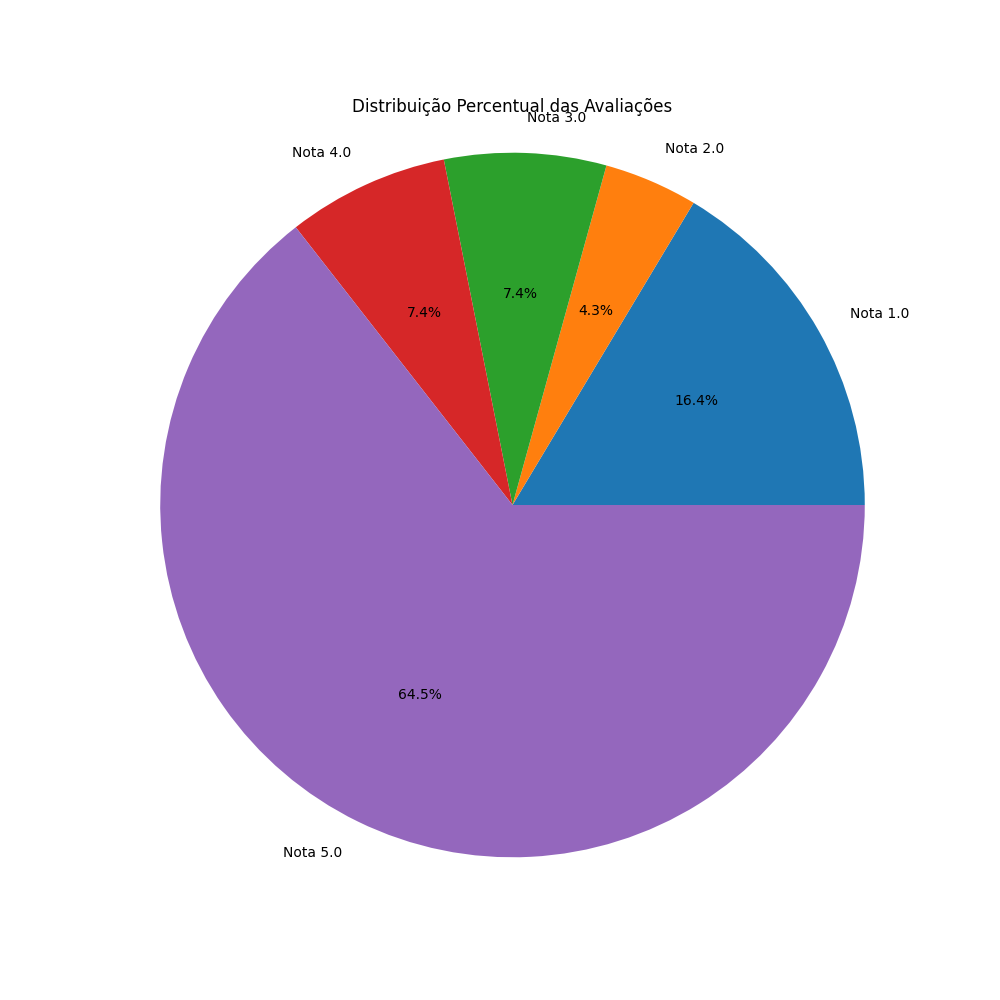 Distribuição Percentual das Avaliações
Nota 3.0
Nota 2.0
Nota 4.0
Nota 1.0
7.4%
4.3%
7.4%
16.4%
64.5%
Nota 5.0